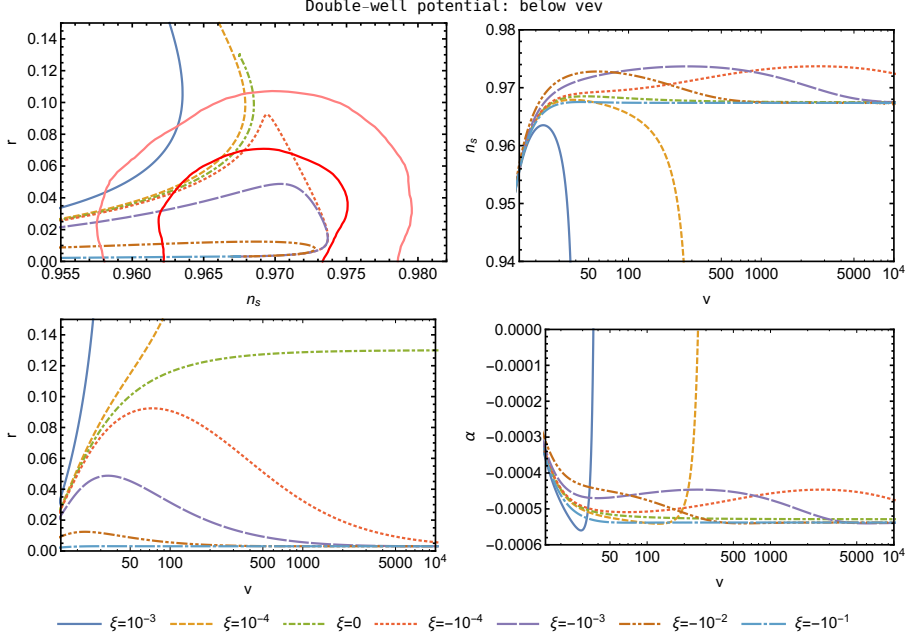 Double-well potential: below vev
0.14
0.12
0.10
0.08
0.06
0.04
0.02
0.00
r
0.955 0.960 0.965 0.970 0.975 0.980
n_s
0.98
0.97
0.96
0.95
0.94
n_s
50 100 500 1000 5000 10^4
v
0.14
0.12
0.10
0.08
0.06
0.04
0.02
0.00
r
50 100 500 1000 5000 10^4
v
0.0000
−0.0001
−0.0002
−0.0003
−0.0004
−0.0005
−0.0006
α
50 100 500 1000 5000 10^4
v
ξ=10^-3 ξ=10^-4 ξ=0 ξ=−10^-4 ξ=−10^-3 ξ=−10^-2 ξ=−10^-1